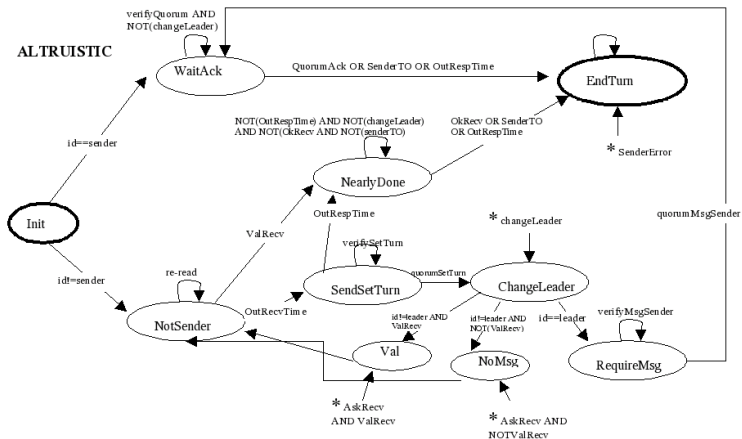 verifyQuorum AND
NOT(changeLeader)
ALTRUISTIC
WaitAck
QuorumAck OR SenderTO OR OutRespTime
EndTurn
NOT(OutRespTime) AND NOT(changeLeader)
AND NOT(OkRecv AND NOT(senderTO)
OkRecv OR SenderTO
OR OutRespTime
id==sender
* SenderError
NearlyDone
Init
OutRespTime
* changeLeader
quorumMsgSender
ValRecv
verifySetTurn
re-read
id!=sender
quorumSetTurn
SendSetTurn
ChangeLeader
OutRecvTime
id!=leader AND
ValRecv
id!=leader AND
NOT(ValRecv)
id==leader
verifyMsgSender
NotSender
Val
NoMsg
RequireMsg
* AskRecv
AND ValRecv
* AskRecv AND
NOTValRecv